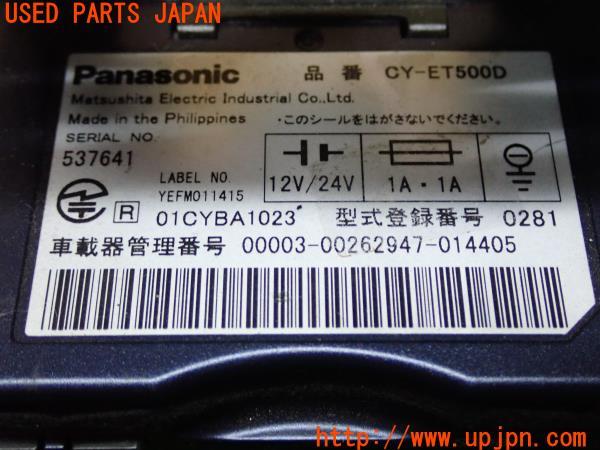 USED PARTS JAPAN
Panasonic 品番 CY-ET500D
Matsushita Electric Industrial Co.,Ltd.
Made in the Philippines ・このシールをはがさないでください。
SERIAL NO.
537641
LABEL NO.
YEFM011415
12V/24V
1A・1A
R 01CYBA1023 型式登録番号 0281
車載器管理番号 00003-00262947-014405
UPJ
www.upjpn.com